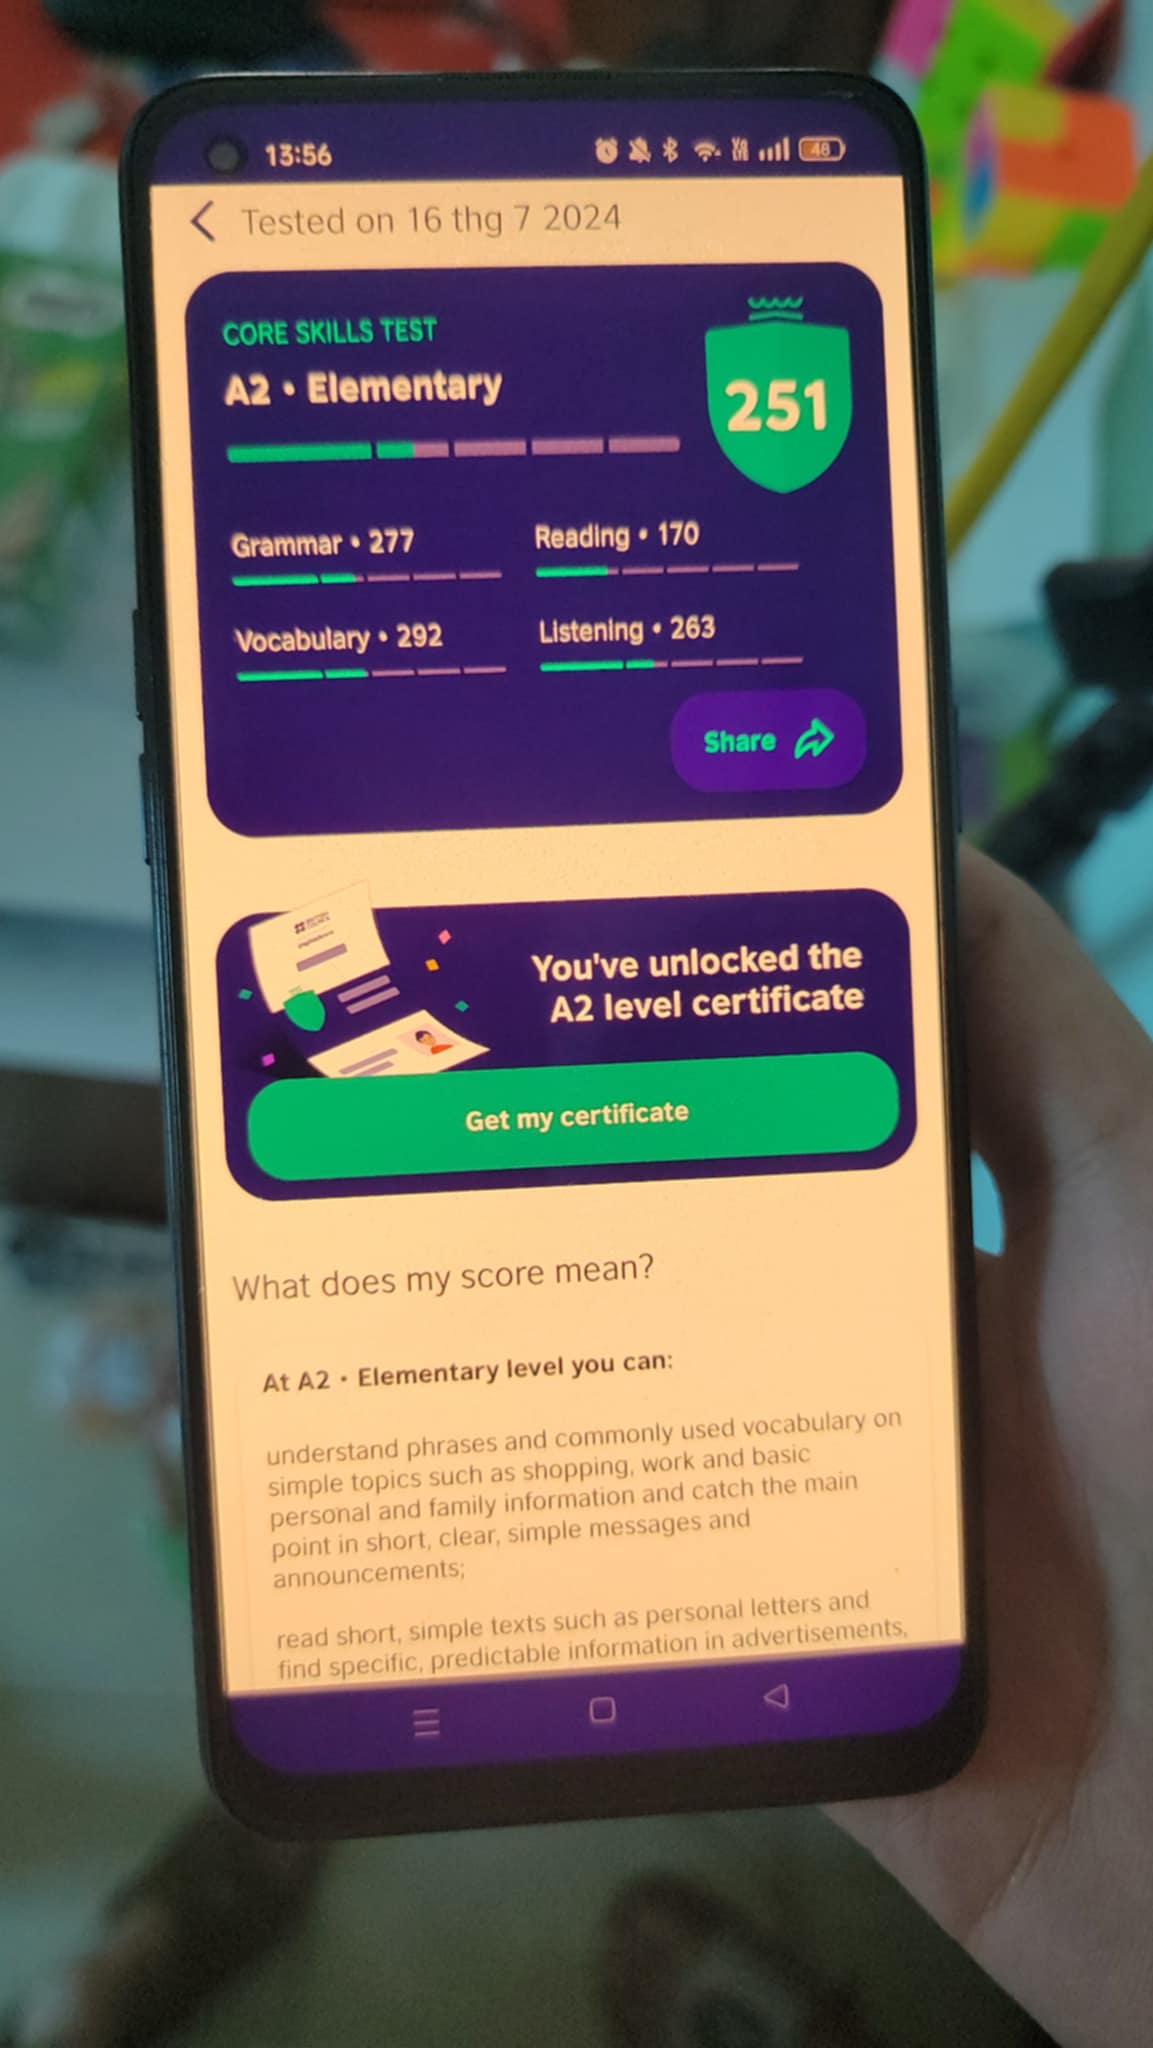 13:56
48
Tested on 16 thg 7 2024
CORE SKILLS TEST
A2 • Elementary
251
Grammar • 277
Reading • 170
Vocabulary • 292
Listening • 263
Share
You've unlocked the
A2 level certificate
Get my certificate
What does my score mean?
At A2 • Elementary level you can:
understand phrases and commonly used vocabulary on
simple topics such as shopping, work and basic
personal and family information and catch the main
point in short, clear, simple messages and
announcements;
read short, simple texts such as personal letters and
find specific, predictable information in advertisements,